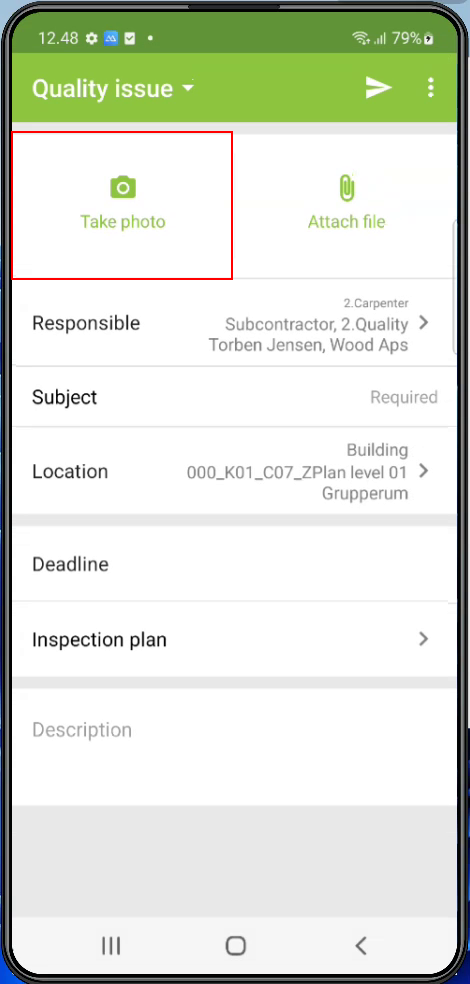 12.48
79%
Quality issue
Take photo
Attach file
2.Carpenter
Responsible
Subcontractor, 2.Quality
Torben Jensen, Wood Aps
Subject
Required
Building
Location
000_K01_C07_ZPlan level 01
Grupperum
Deadline
Inspection plan
Description